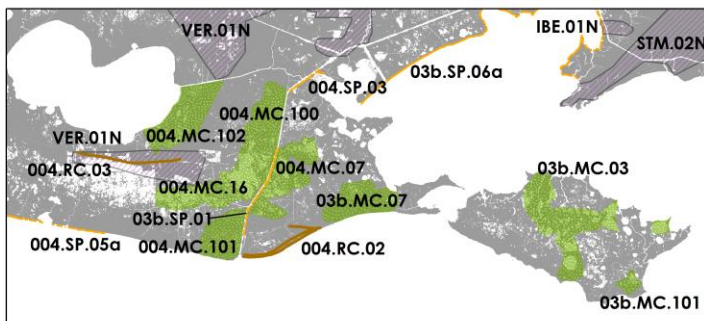 VER.01N
IBE.01N
STM.02N
004.SP.03
03b.SP.06a
004.MC.100
004.MC.102
VER.01N
004.RC.03
004.MC.07
03b.MC.03
004.MC.16
03b.MC.07
03b.SP.01
004.SP.05a
004.MC.101
004.RC.02
03b.MC.101